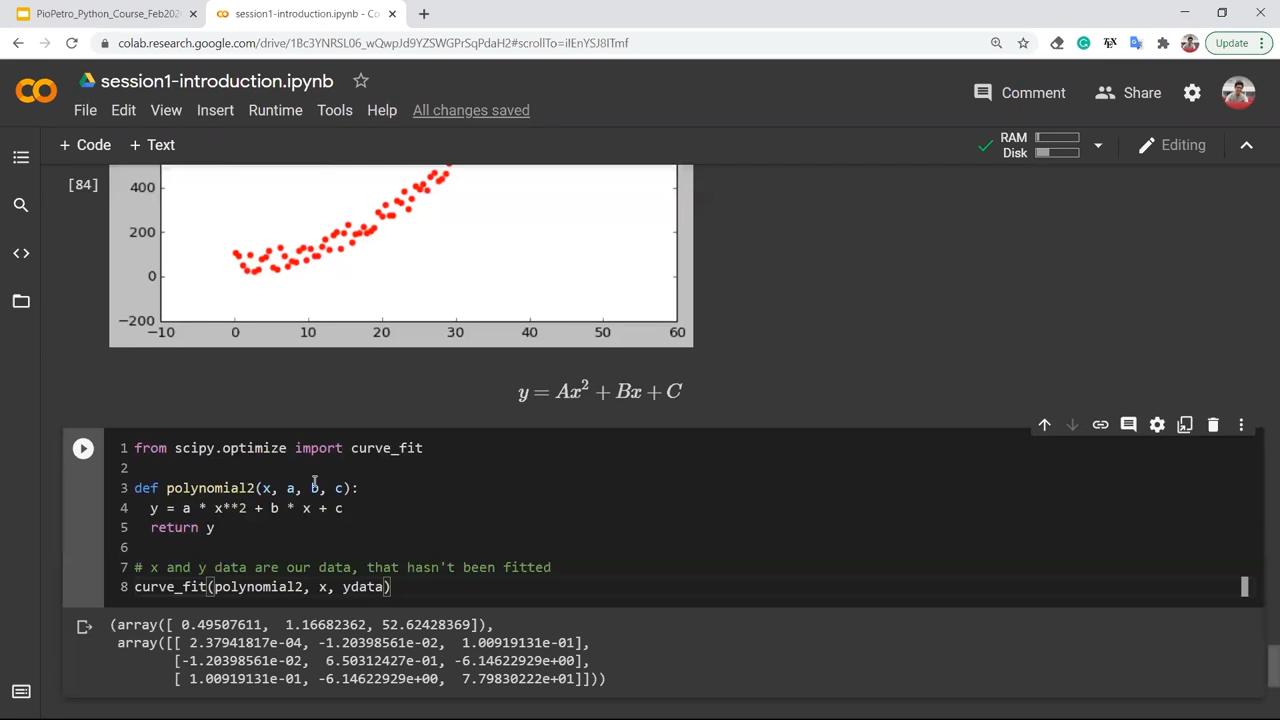 PioPetro_Python_Course_Feb202
session1-introduction.ipynb - Co
colab.research.google.com/drive/1Bc3YNRSL06_wQwpJd9YZSWGPrSqPdaH2#scrollTo=iIEnYSJ8ITmf
Update
session1-introduction.ipynb
Comment
Share
File Edit View Insert Runtime Tools Help All changes saved
+ Code + Text
RAM
Disk
Editing
[84]
400
200
0
−200
−10 0 10 20 30 40 50 60
y = Ax² + Bx + C
1 from scipy.optimize import curve_fit
2
3 def polynomial2(x, a, b, c):
4 y = a * x**2 + b * x + c
5 return y
6
7 # x and y data are our data, that hasn't been fitted
8 curve_fit(polynomial2, x, ydata)
(array([ 0.49507611, 1.16682362, 52.62428369]),
array([[ 2.37941817e-04, -1.20398561e-02, 1.00919131e-01],
[-1.20398561e-02, 6.50312427e-01, -6.14622929e+00],
[ 1.00919131e-01, -6.14622929e+00, 7.79830222e+01]]))